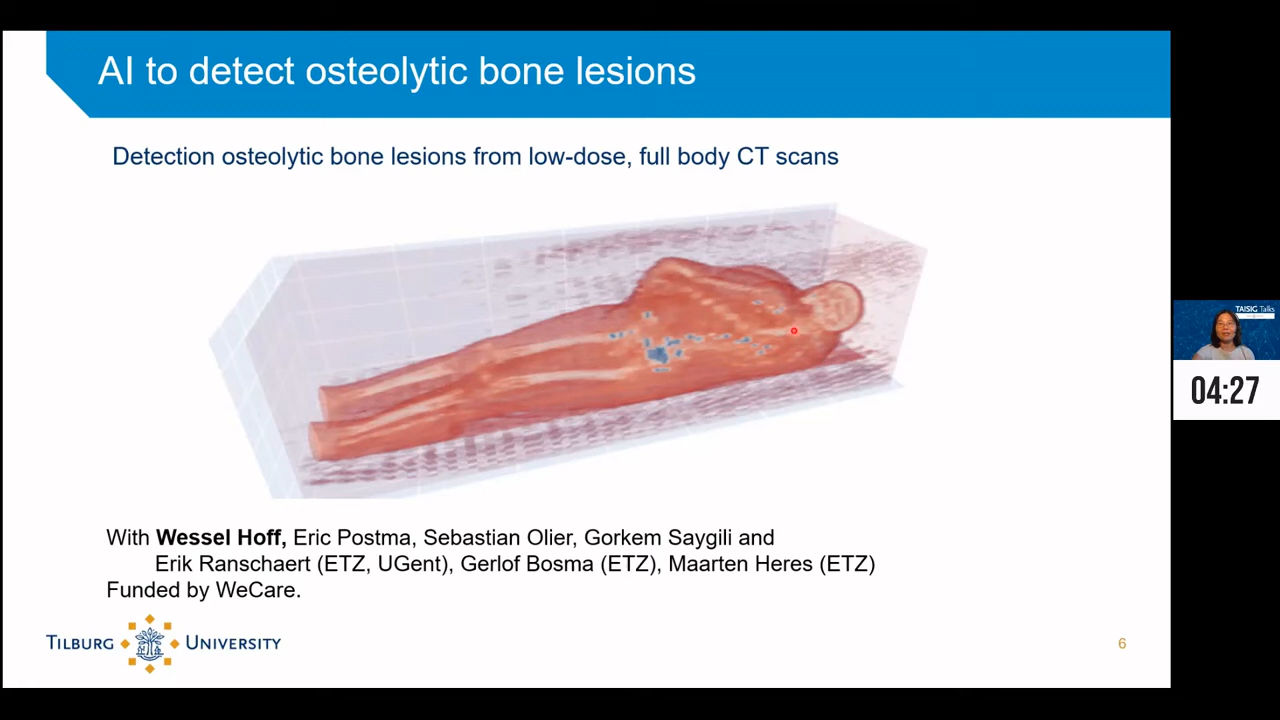 AI to detect osteolytic bone lesions
Detection osteolytic bone lesions from low-dose, full body CT scans
TAISIG Talks
04:27
With Wessel Hoff, Eric Postma, Sebastian Olier, Gorkem Saygili and
Erik Ranschaert (ETZ, UGent), Gerlof Bosma (ETZ), Maarten Heres (ETZ)
Funded by WeCare.
TILBURG UNIVERSITY
6